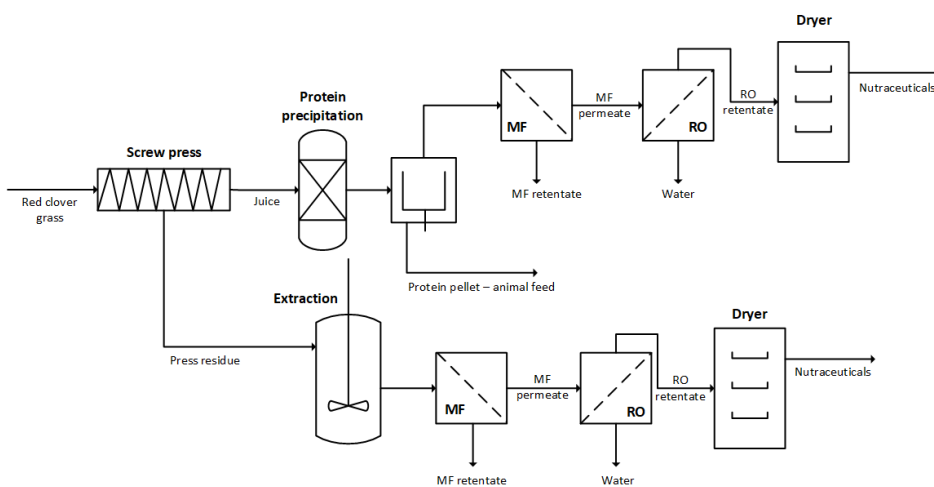 Dryer
Protein
precipitation
Screw press
MF
permeate
RO
retentate
Nutraceuticals
MF
RO
Red clover
grass
Juice
MF retentate
Water
Protein pellet – animal feed
Extraction
Press residue
Dryer
MF
permeate
RO
retentate
Nutraceuticals
MF
RO
MF retentate
Water